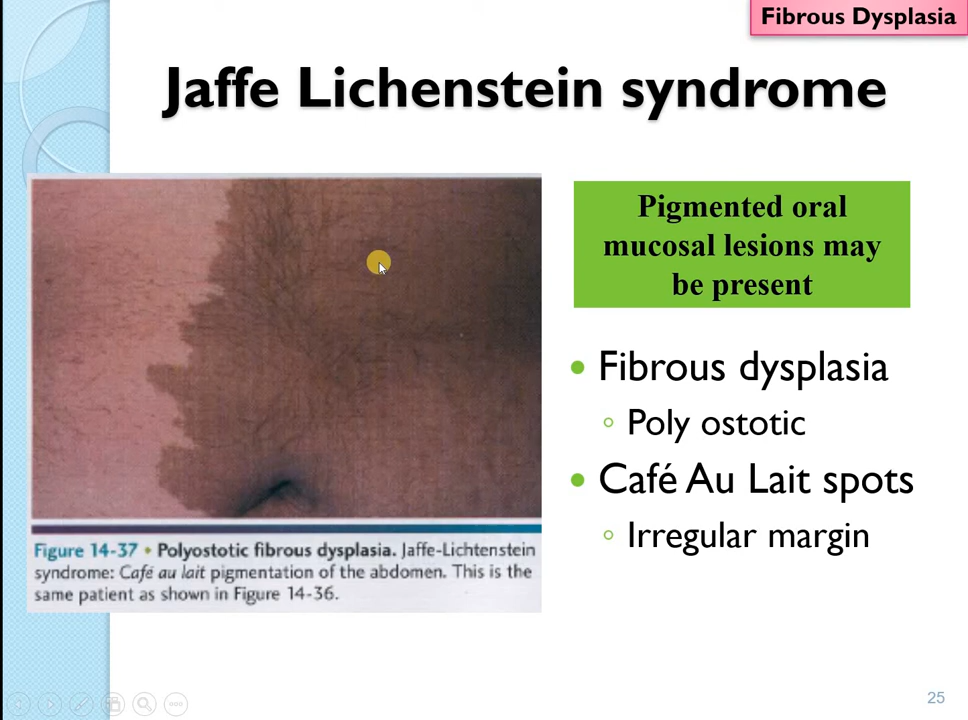 Fibrous Dysplasia
Jaffe Lichenstein syndrome
Pigmented oral
mucosal lesions may
be present
Fibrous dysplasia
Poly ostotic
Café Au Lait spots
Irregular margin
Figure 14-37 • Polyostotic fibrous dysplasia. Jaffe-Lichtenstein
syndrome: Café au lait pigmentation of the abdomen. This is the
same patient as shown in Figure 14-36.
25